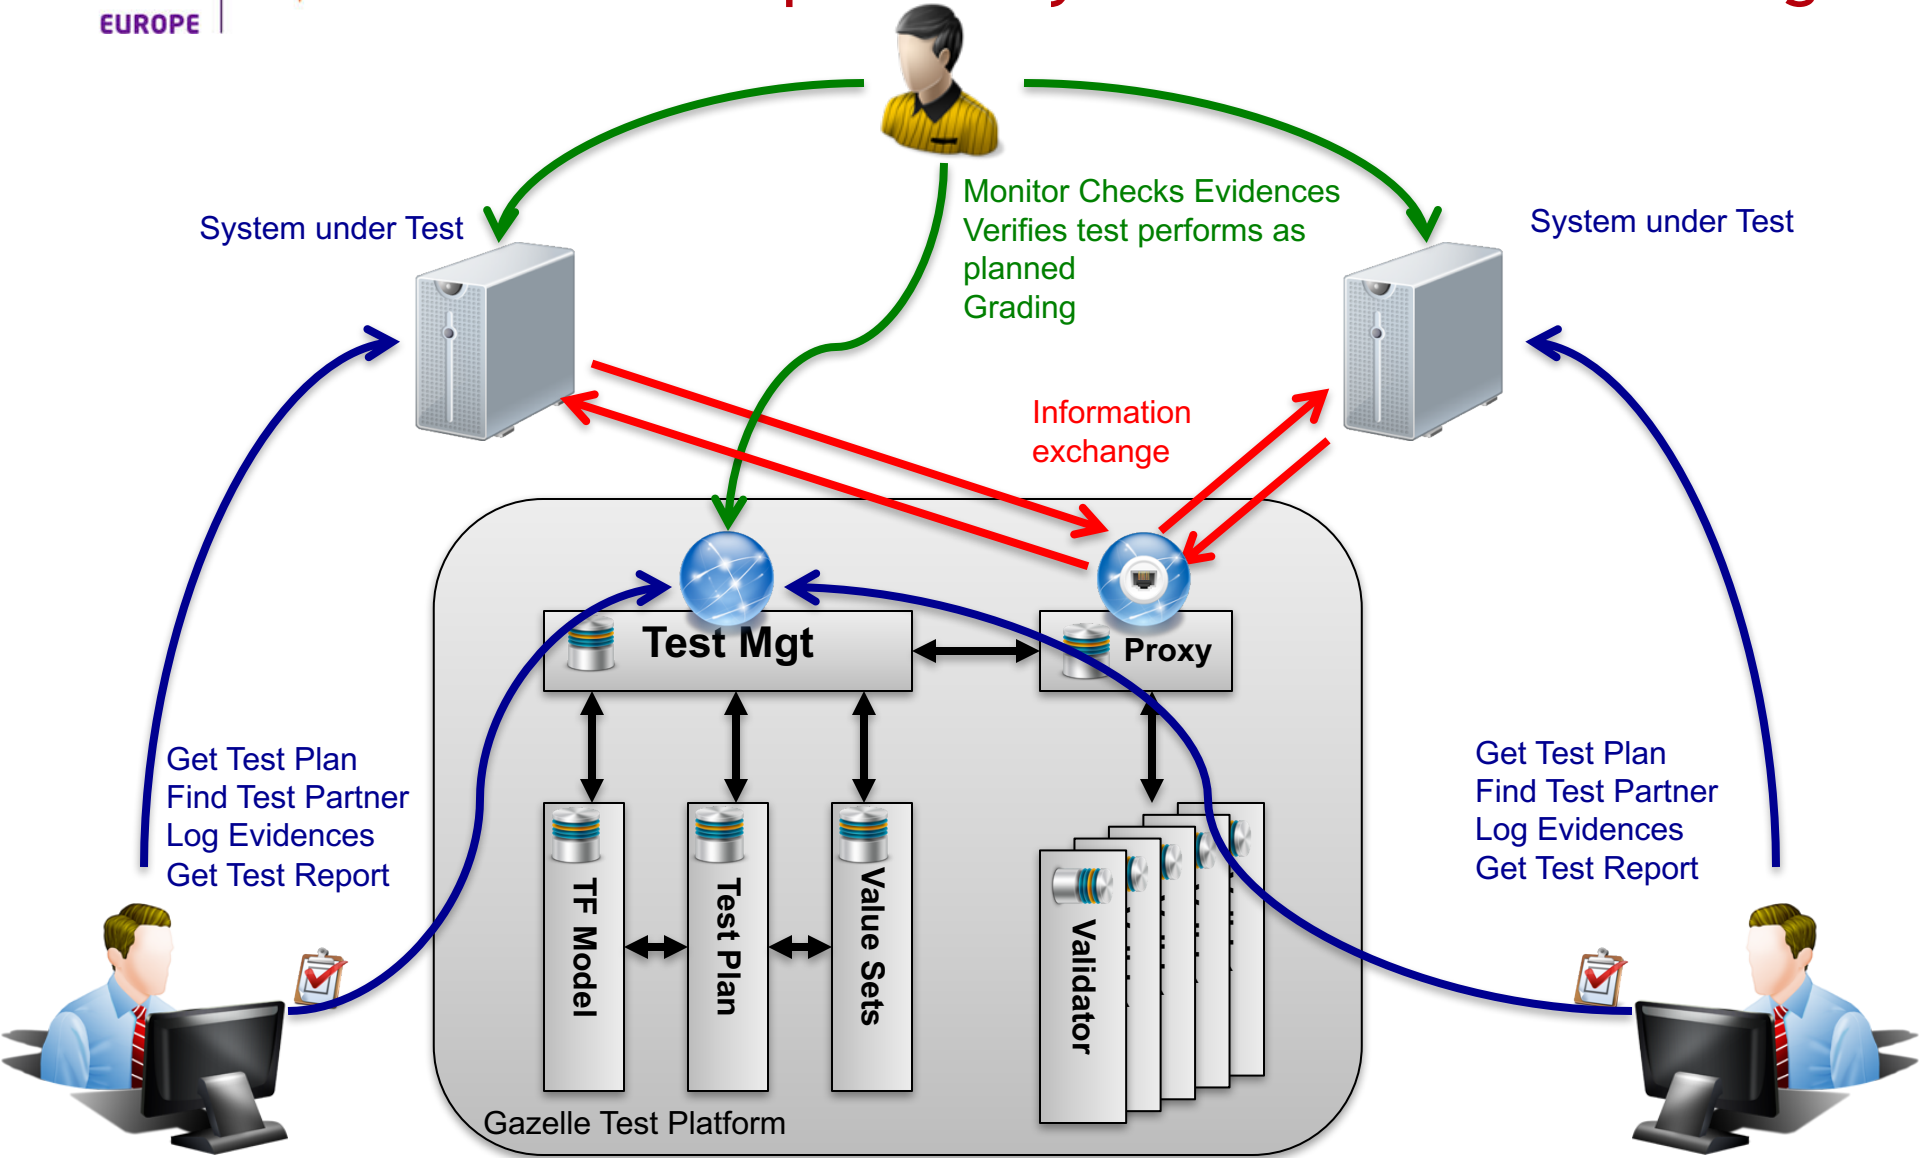 EUROPE
Monitor Checks Evidences
Verifies test performs as
planned
Grading
System under Test
System under Test
Information
exchange
Test Mgt
Proxy
Get Test Plan
Find Test Partner
Log Evidences
Get Test Report
Get Test Plan
Find Test Partner
Log Evidences
Get Test Report
TF Model
Test Plan
Value Sets
Validator
Gazelle Test Platform